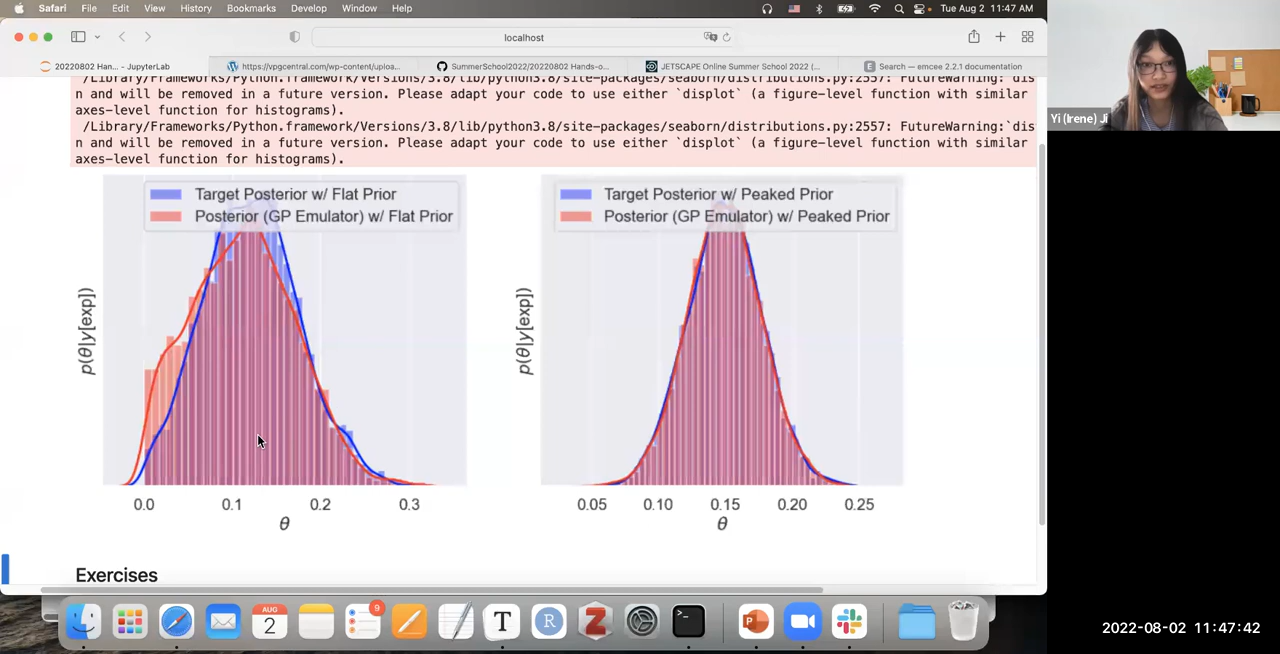 Safari File Edit View History Bookmarks Develop Window Help Tue Aug 2 11:47 AM
localhost
20220802 Han... - JupyterLab https://vpgcentral.com/wp-content/uploa... SummerSchool2022/20220802 Hands-o... JETSCAPE Online Summer School 2022 (... Search — emcee 2.2.1 documentation
/Library/Frameworks/Python.framework/Versions/3.8/lib/python3.8/site-packages/seaborn/distributions.py:2557: FutureWarning: `dis
n and will be removed in a future version. Please adapt your code to use either `displot` (a figure-level function with similar
axes-level function for histograms).
/Library/Frameworks/Python.framework/Versions/3.8/lib/python3.8/site-packages/seaborn/distributions.py:2557: FutureWarning: `dis
n and will be removed in a future version. Please adapt your code to use either `displot` (a figure-level function with similar
axes-level function for histograms).
Yi (Irene) Ji
Target Posterior w/ Flat Prior
Posterior (GP Emulator) w/ Flat Prior
p(θ|y[exp])
0.0 0.1 0.2 0.3
θ
Target Posterior w/ Peaked Prior
Posterior (GP Emulator) w/ Peaked Prior
p(θ|y[exp])
0.05 0.10 0.15 0.20 0.25
θ
Exercises
AUG
2
9
T
R
Z
>_
P
2022-08-02 11:47:42